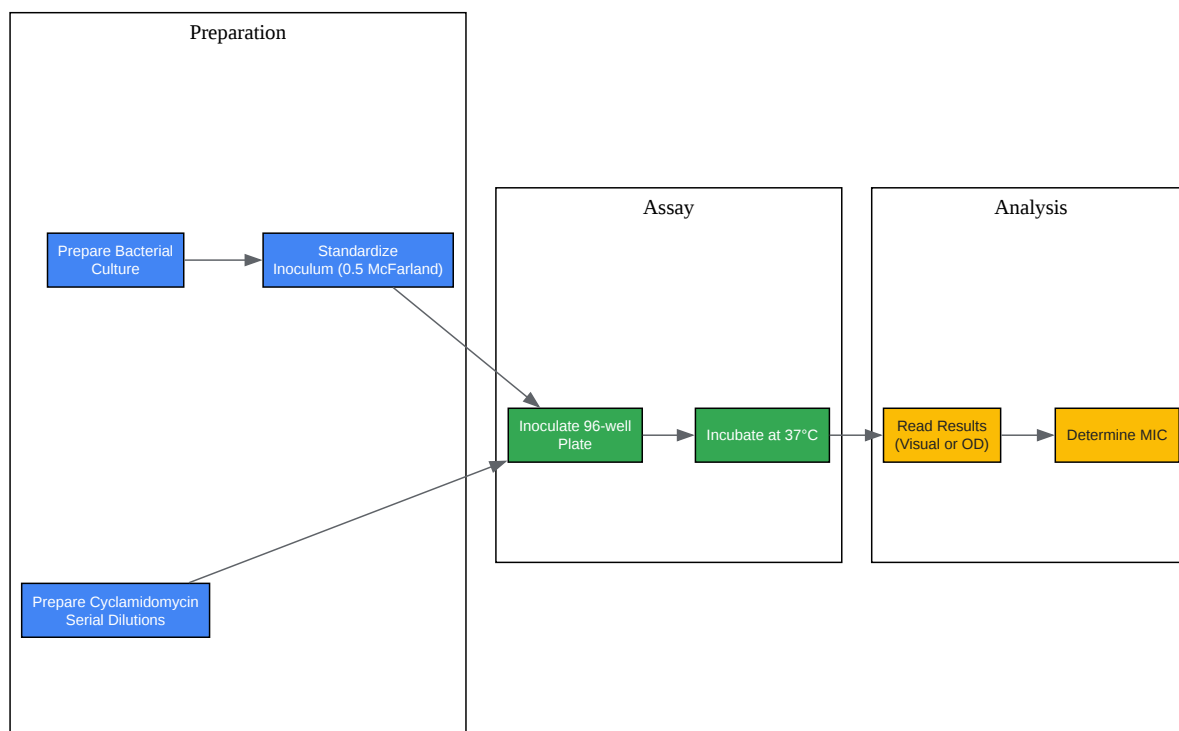 Preparation
Prepare Bacterial
Culture
Standardize
Inoculum (0.5 McFarland)
Prepare Cyclamidomycin
Serial Dilutions
Assay
Inoculate 96-well
Plate
Incubate at 37°C
Analysis
Read Results
(Visual or OD)
Determine MIC